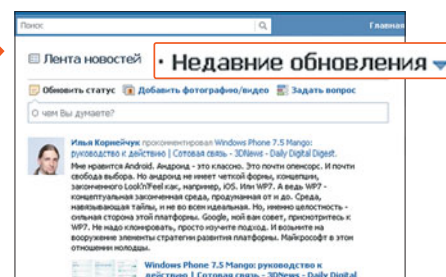 Поиск:
Главная
Лента новостей · Недавние обновления
Обновить статус Добавить фотографию/видео Задать вопрос
О чем Вы думаете?
Илья Корнейчук прокомментировал Windows Phone 7.5 Mango:
руководство к действию | Сотовая связь - 3DNews - Daily Digital Digest.
Мне нравится Android. Андроид - это классно. Это почти опенсорс. И почти
свобода выбора. Но андроид не имеет четкой формы, концепции,
законченного Look'n'Feel как, например, iOS. Или WP7. А ведь WP7 -
концептуальная законченная среда, продуманная от и до. Среда,
навязывающая тайлы, и не во всем идеальная. Но, именно целостность -
сильная сторона этой платформы. Google, мой вам совет, присмотритесь к
WP7. Не надо клонировать, просто изучите подход. И возьмите на
вооружение элементы стратегии развития платформы. Майкрософт в этом
отношении молодцы.
Windows Phone 7.5 Mango: руководство к
действию | Сотовая связь - 3DNews - Daily Digital